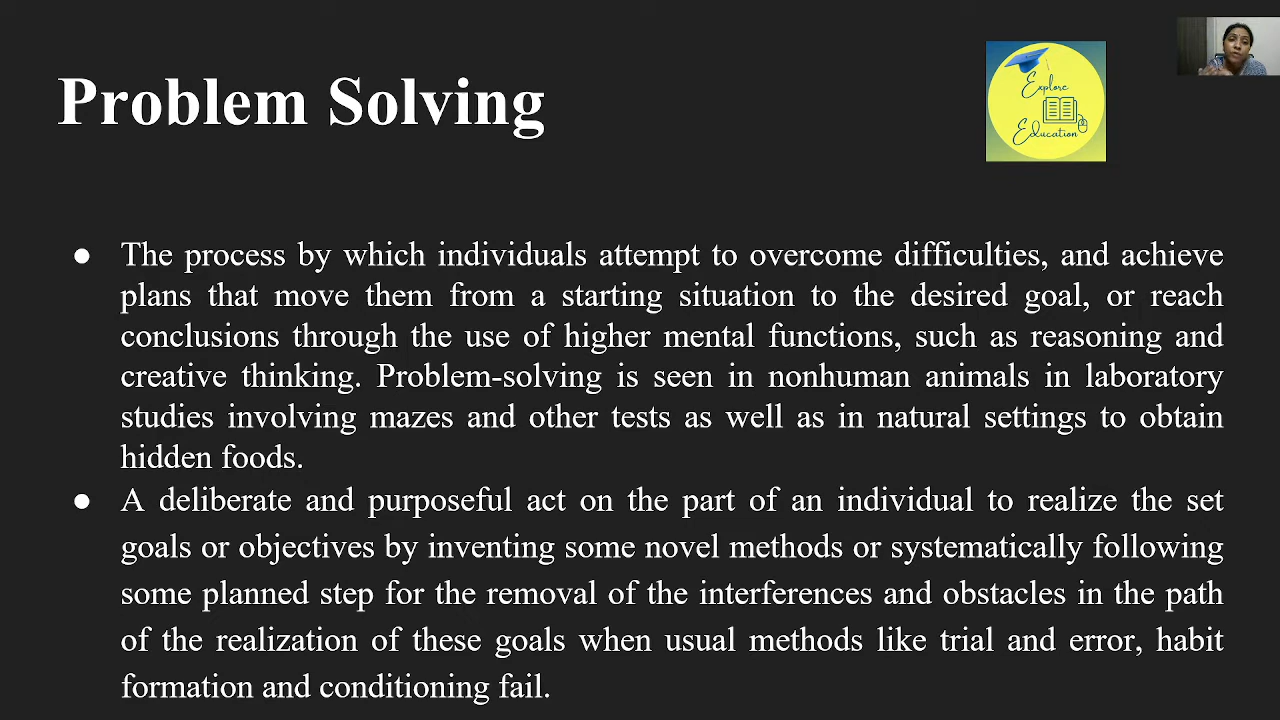 Problem Solving
Explore
Education
● The process by which individuals attempt to overcome difficulties, and achieve
plans that move them from a starting situation to the desired goal, or reach
conclusions through the use of higher mental functions, such as reasoning and
creative thinking. Problem-solving is seen in nonhuman animals in laboratory
studies involving mazes and other tests as well as in natural settings to obtain
hidden foods.
● A deliberate and purposeful act on the part of an individual to realize the set
goals or objectives by inventing some novel methods or systematically following
some planned step for the removal of the interferences and obstacles in the path
of the realization of these goals when usual methods like trial and error, habit
formation and conditioning fail.